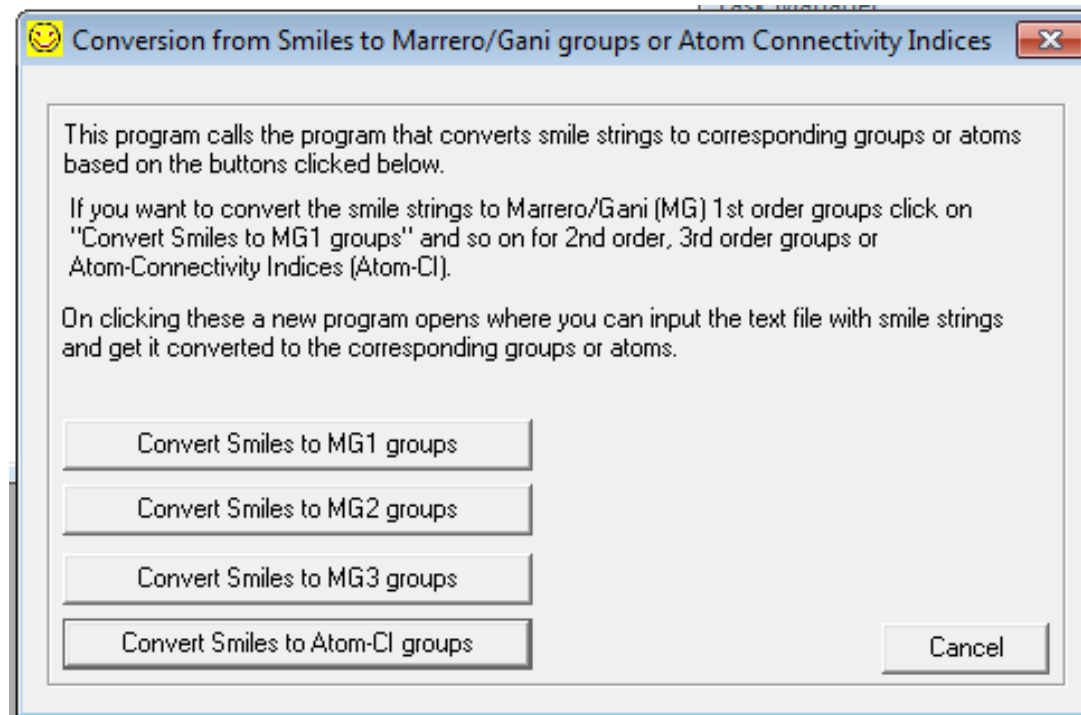 Task Manager
Conversion from Smiles to Marrero/Gani groups or Atom Connectivity Indices
This program calls the program that converts smile strings to corresponding groups or atoms
based on the buttons clicked below.
If you want to convert the smile strings to Marrero/Gani (MG) 1st order groups click on
"Convert Smiles to MG1 groups" and so on for 2nd order, 3rd order groups or
Atom-Connectivity Indices (Atom-CI).
On clicking these a new program opens where you can input the text file with smile strings
and get it converted to the corresponding groups or atoms.
Convert Smiles to MG1 groups
Convert Smiles to MG2 groups
Convert Smiles to MG3 groups
Convert Smiles to Atom-CI groups
Cancel